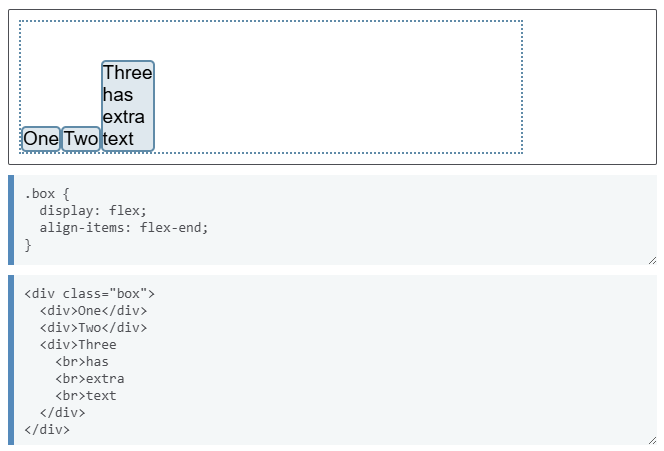 Three
has
extra
One Two text
.box {
  display: flex;
  align-items: flex-end;
}
<div class="box">
  <div>One</div>
  <div>Two</div>
  <div>Three
    <br>has
    <br>extra
    <br>text
  </div>
</div>